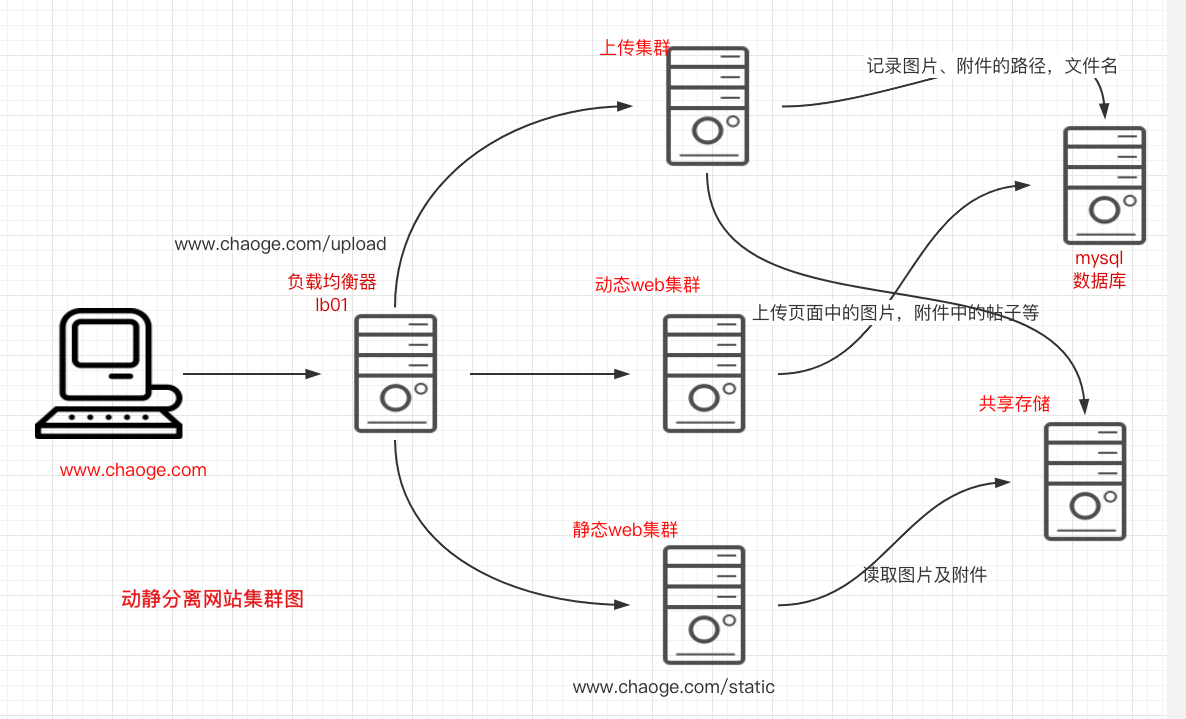 上传集群
记录图片、附件的路径，文件名
www.chaoge.com/upload
负载均衡器
lb01
动态web集群
mysql
数据库
上传页面中的图片，附件中的帖子等
共享存储
www.chaoge.com
静态web集群
读取图片及附件
动静分离网站集群图
www.chaoge.com/static